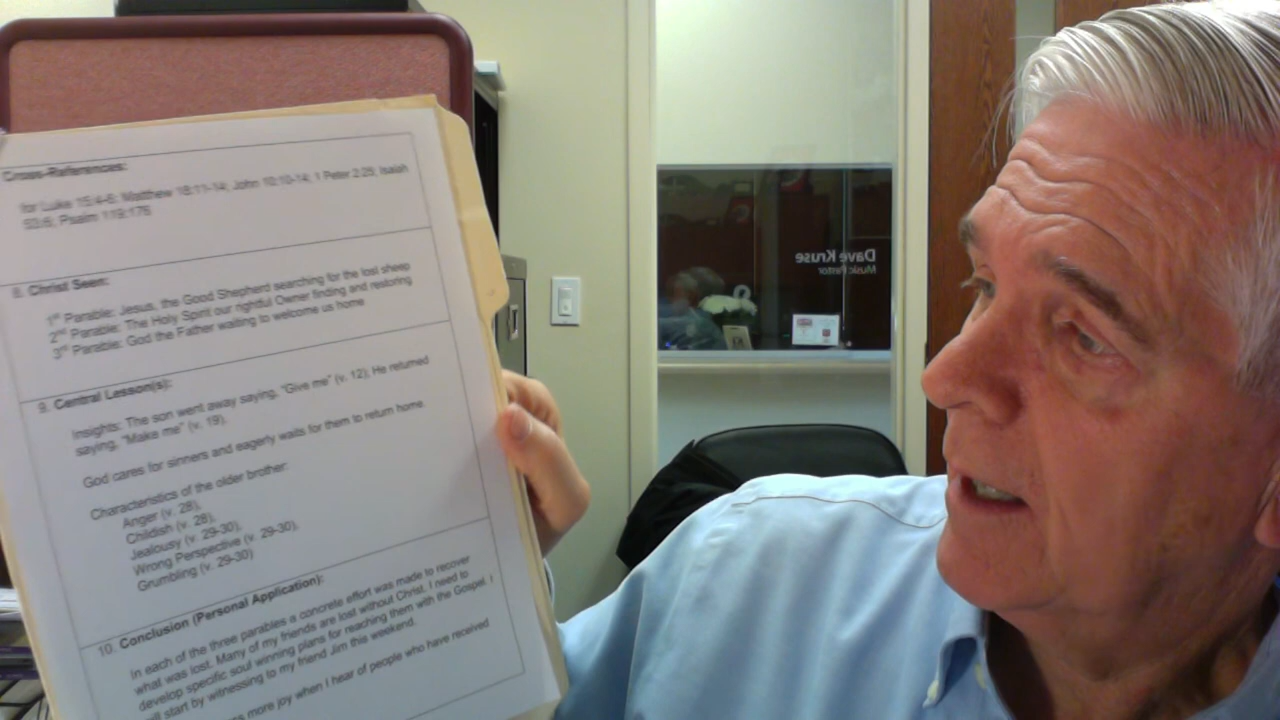 Cross-References:
for Luke 15:4-6: Matthew 18:11-14; John 10:10-14; 1 Peter 2:25; Isaiah
53:6; Psalm 119:176
8. Christ Seen:
1st Parable: Jesus, the Good Shepherd searching for the lost sheep
2nd Parable: The Holy Spirit our rightful Owner finding and restoring
3rd Parable: God the Father waiting to welcome us home
9. Central Lesson(s):
Insights: The son went away saying, "Give me" (v. 12); He returned
saying, "Make me" (v. 19).
God cares for sinners and eagerly waits for them to return home.
Characteristics of the older brother:
Anger (v. 28),
Childish (v. 28),
Jealousy (v. 29-30),
Wrong Perspective (v. 29-30),
Grumbling (v. 29-30)
10. Conclusion (Personal Application):
In each of the three parables a concrete effort was made to recover
what was lost. Many of my friends are lost without Christ. I need to
develop specific soul winning plans for reaching them with the Gospel. I
will start by witnessing to my friend Jim this weekend.
more joy when I hear of people who have received
Dave Kruse
Music Pastor